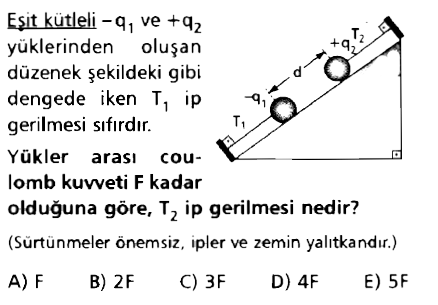 Eşit kütleli –q₁ ve +q₂
yüklerinden oluşan
düzenek şekildeki gibi
dengede iken T₁ ip
gerilmesi sıfırdır.
Yükler arası cou-
lomb kuvveti F kadar
olduğuna göre, T₂ ip gerilmesi nedir?
(Sürtünmeler önemsiz, ipler ve zemin yalıtkandır.)
A) F B) 2F C) 3F D) 4F E) 5F
T₂
+q₂
d
-q₁
T₁